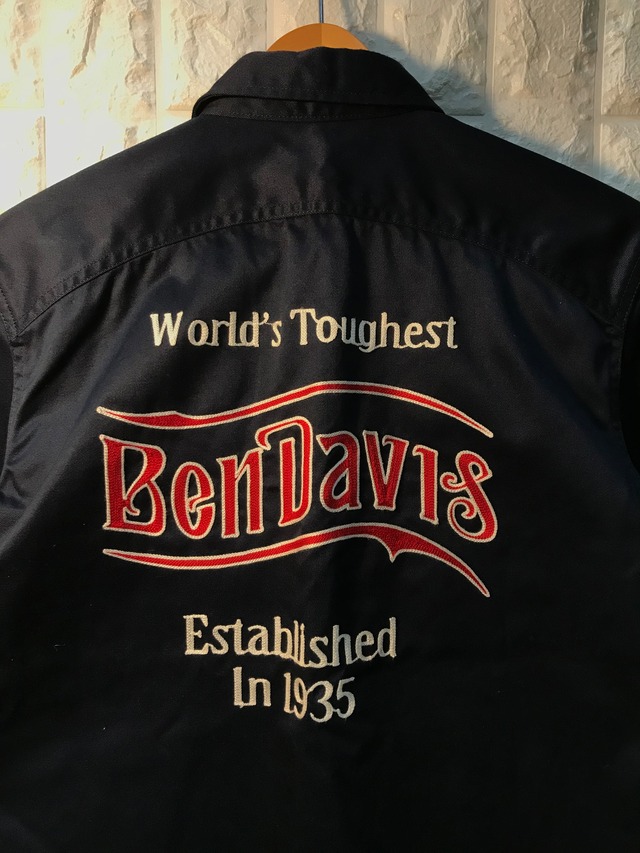 World's Toughest
BenDavis
Established
In 1935